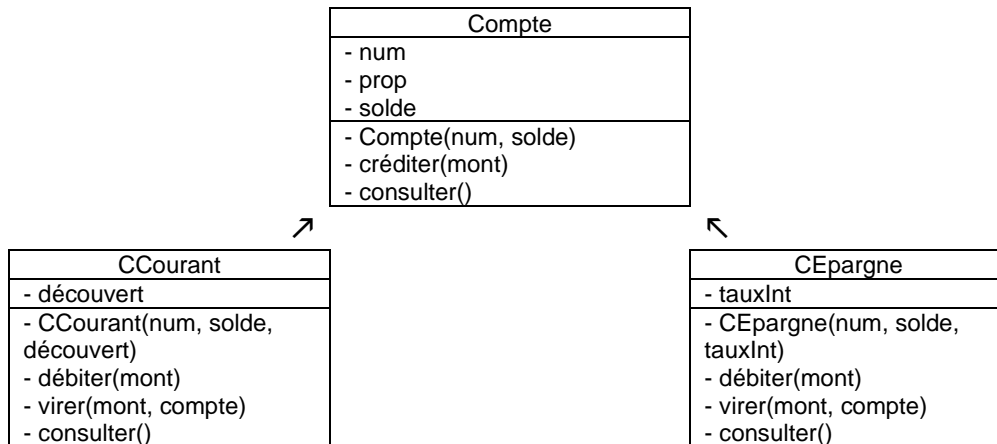 Compte
- num
- prop
- solde
- Compte(num, solde)
- créditer(mont)
- consulter()
CCourant
- découvert
- CCourant(num, solde,
découvert)
- débiter(mont)
- virer(mont, compte)
- consulter()
CEpargne
- tauxInt
- CEpargne(num, solde,
tauxInt)
- débiter(mont)
- virer(mont, compte)
- consulter()